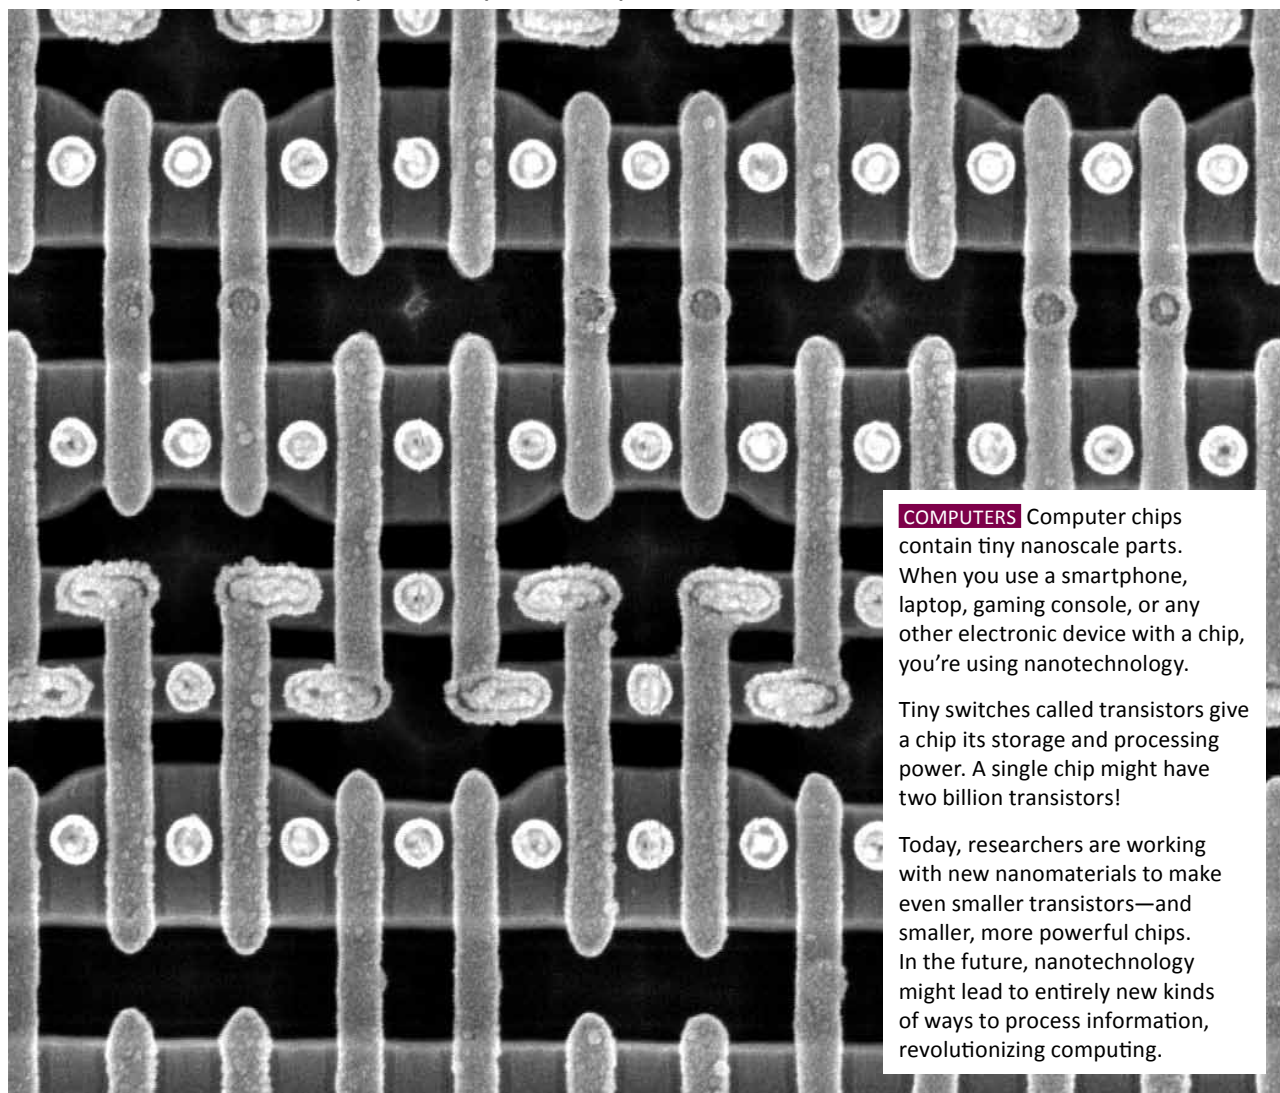 COMPUTERS Computer chips
contain tiny nanoscale parts.
When you use a smartphone,
laptop, gaming console, or any
other electronic device with a chip,
you’re using nanotechnology.
Tiny switches called transistors give
a chip its storage and processing
power. A single chip might have
two billion transistors!
Today, researchers are working
with new nanomaterials to make
even smaller transistors—and
smaller, more powerful chips.
In the future, nanotechnology
might lead to entirely new kinds
of ways to process information,
revolutionizing computing.